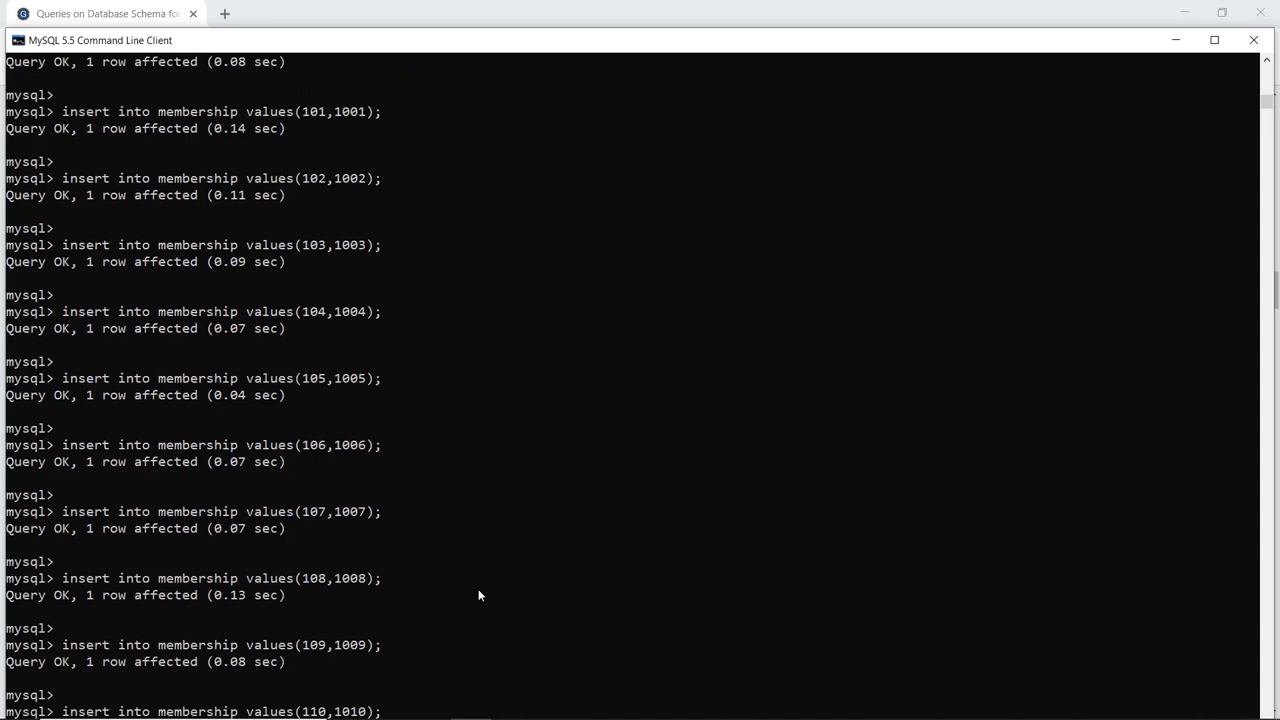 Queries on Database Schema for
MySQL 5.5 Command Line Client
Query OK, 1 row affected (0.08 sec)
mysql>
mysql> insert into membership values(101,1001);
Query OK, 1 row affected (0.14 sec)
mysql>
mysql> insert into membership values(102,1002);
Query OK, 1 row affected (0.11 sec)
mysql>
mysql> insert into membership values(103,1003);
Query OK, 1 row affected (0.09 sec)
mysql>
mysql> insert into membership values(104,1004);
Query OK, 1 row affected (0.07 sec)
mysql>
mysql> insert into membership values(105,1005);
Query OK, 1 row affected (0.04 sec)
mysql>
mysql> insert into membership values(106,1006);
Query OK, 1 row affected (0.07 sec)
mysql>
mysql> insert into membership values(107,1007);
Query OK, 1 row affected (0.07 sec)
mysql>
mysql> insert into membership values(108,1008);
Query OK, 1 row affected (0.13 sec)
mysql>
mysql> insert into membership values(109,1009);
Query OK, 1 row affected (0.08 sec)
mysql>
mysql> insert into membership values(110,1010);